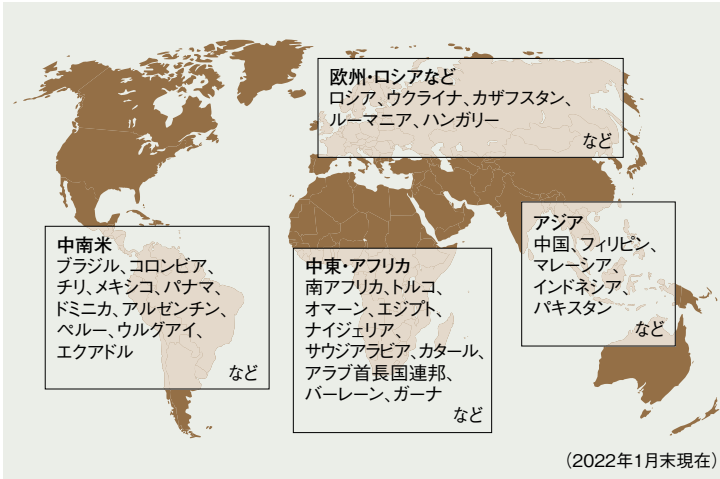 欧州・ロシアなど
ロシア、ウクライナ、カザフスタン、
ルーマニア、ハンガリー
など
中南米
ブラジル、コロンビア、
チリ、メキシコ、パナマ、
ドミニカ、アルゼンチン、
ペルー、ウルグアイ、
エクアドル
など
中東・アフリカ
南アフリカ、トルコ、
オマーン、エジプト、
ナイジェリア、
サウジアラビア、カタール、
アラブ首長国連邦、
バーレーン、ガーナ
など
アジア
中国、フィリピン、
マレーシア、
インドネシア、
パキスタン
など
（2022年1月末現在）